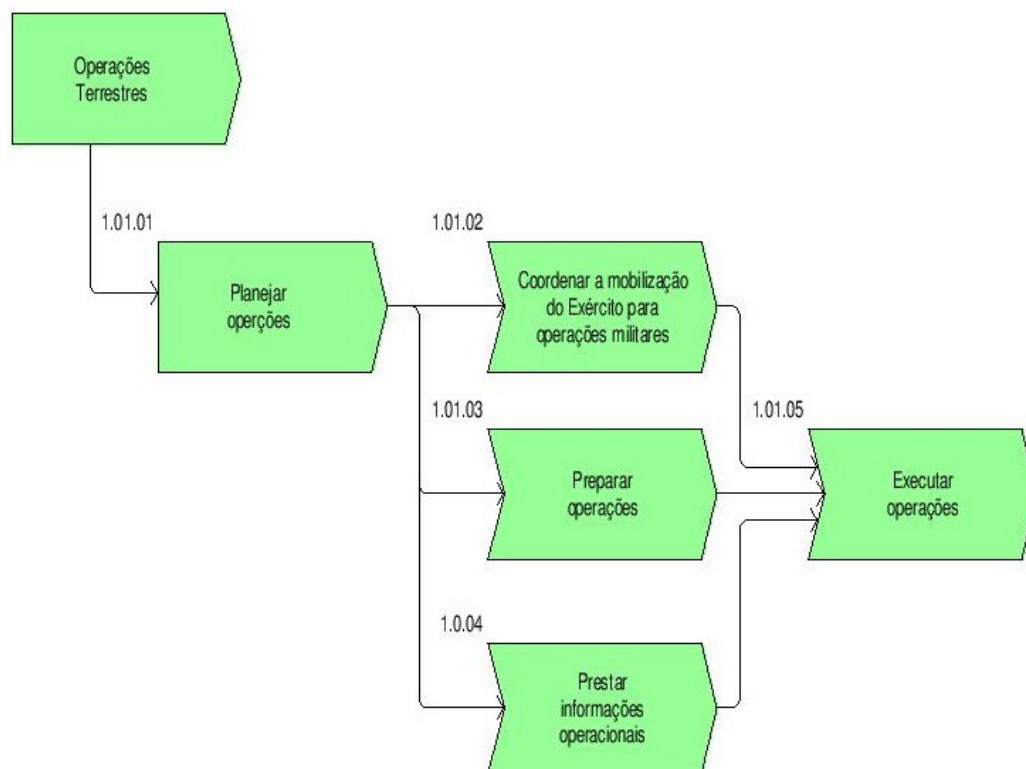 Operações
Terrestres
1.01.01
Planejar
operções
1.01.02
Coordenar a mobilização
do Exército para
operações militares
1.01.03
Preparar
operações
1.0.04
Prestar
informações
operacionais
1.01.05
Executar
operações